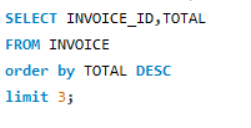 SELECT INVOICE_ID,TOTAL
FROM INVOICE
order by TOTAL DESC
limit 3;